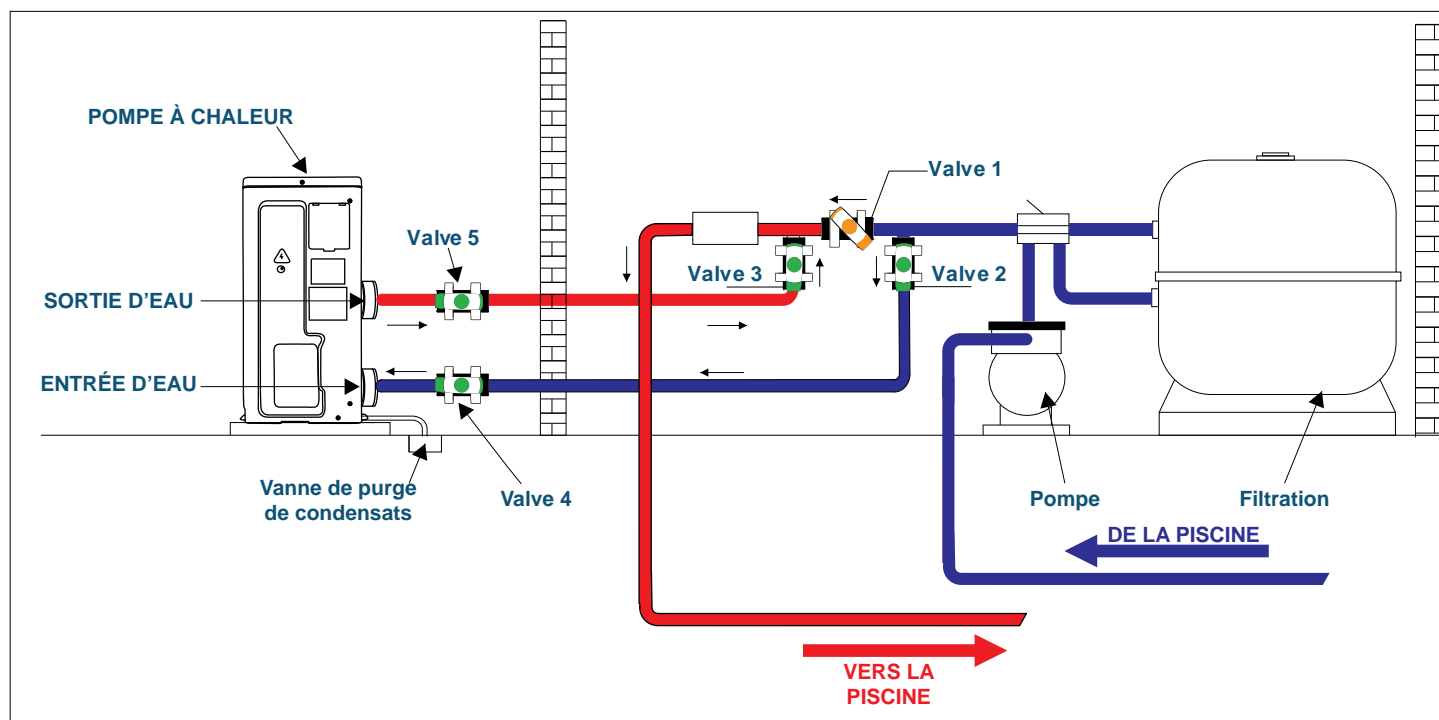 POMPE À CHALEUR
Valve 1
Valve 5
Valve 3
Valve 2
SORTIE D’EAU
ENTRÉE D’EAU
Vanne de purge
de condensats
Valve 4
Pompe
Filtration
DE LA PISCINE
VERS LA
PISCINE